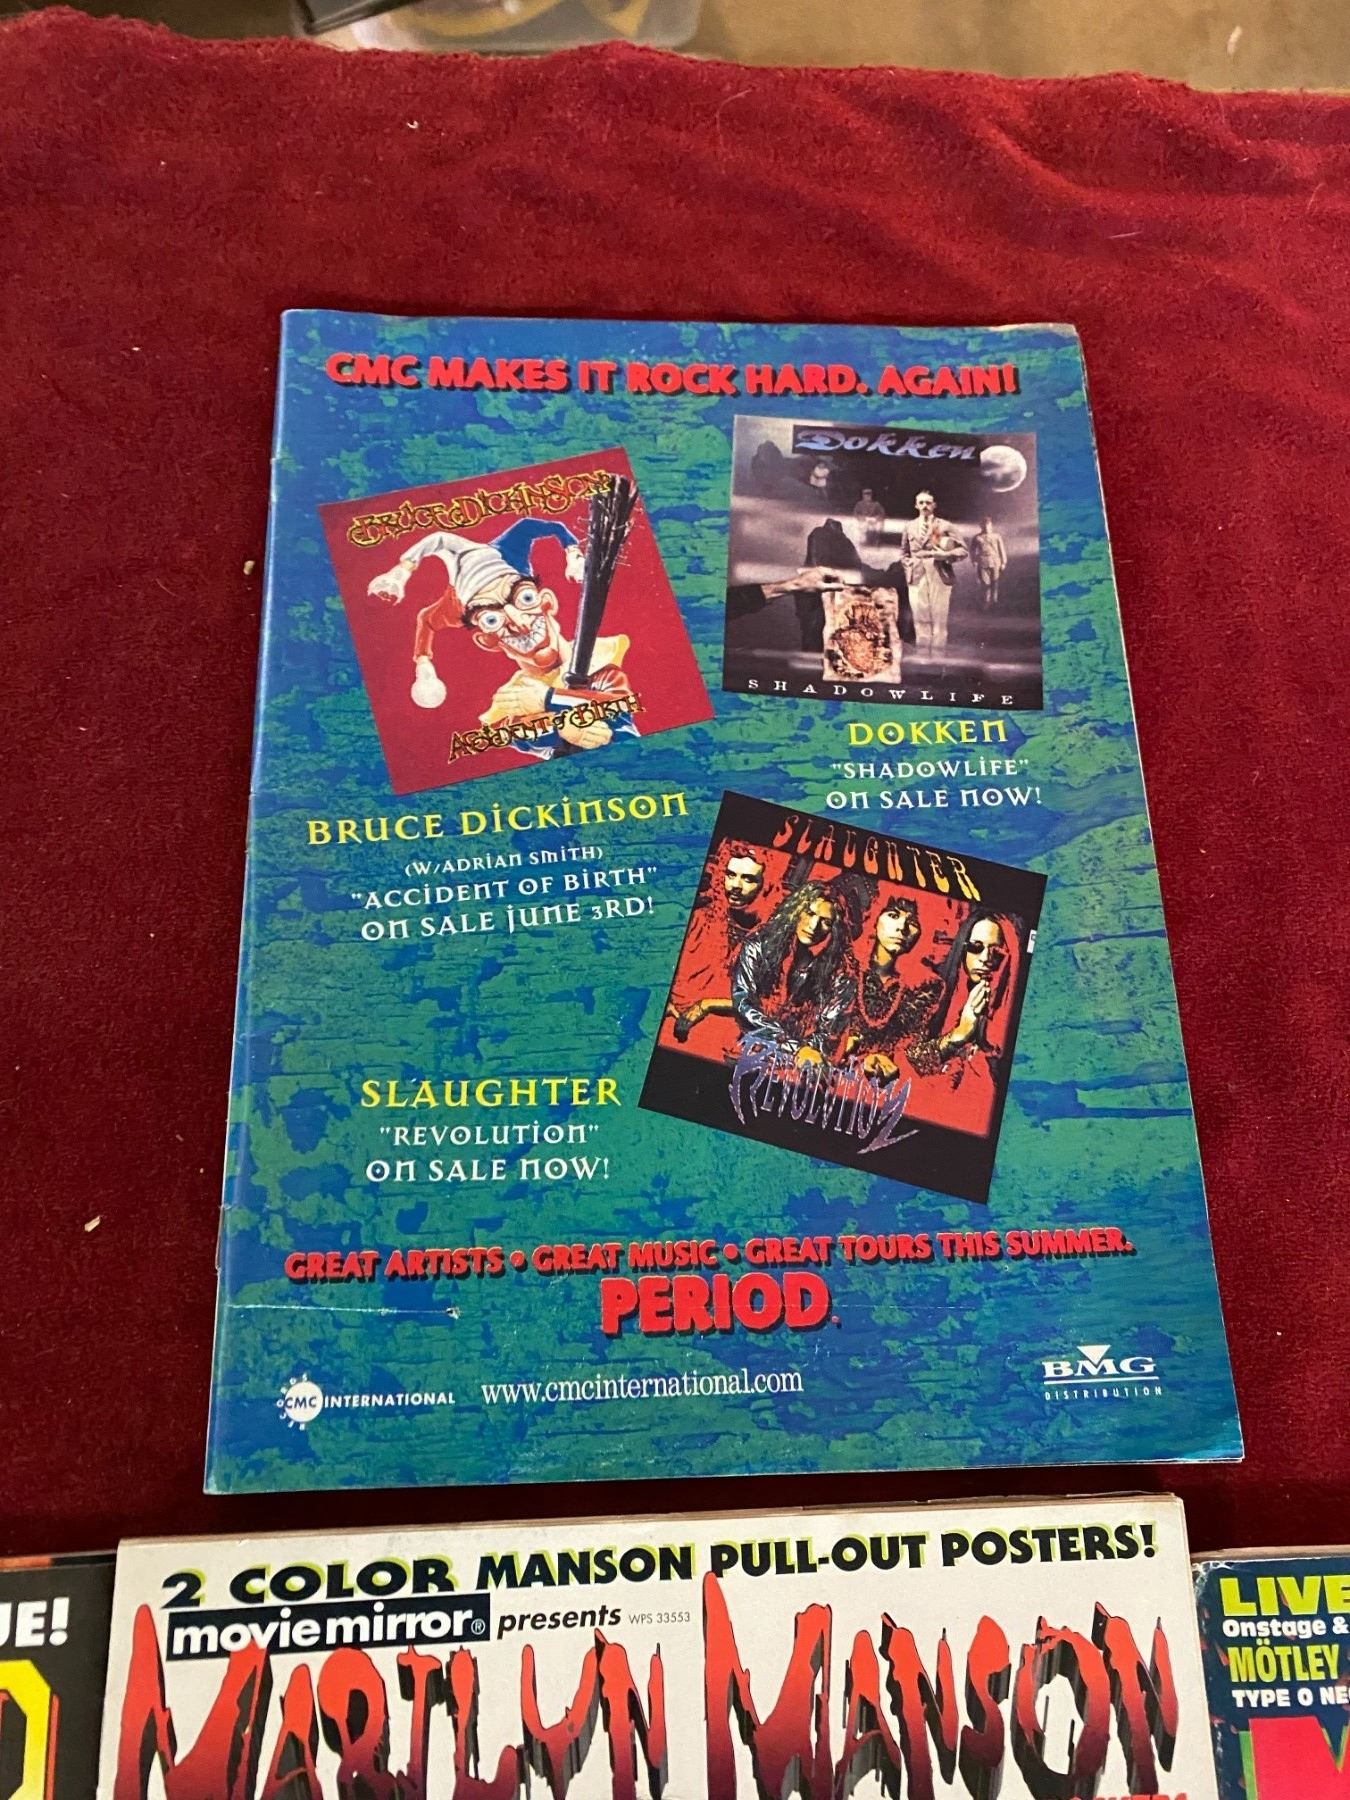 CMC MAKES IT ROCK HARD. AGAIN!
BRUCE DICKINSON
ACCIDENT of BIRTH
Dokken
SHADOWLIFE
DOKKEN
"SHADOWLIFE"
ON SALE NOW!
BRUCE DICKINSON
(W/ADRIAN SMITH)
"ACCIDENT OF BIRTH"
ON SALE JUNE 3RD!
SLAUGHTER
REVOLUTION
SLAUGHTER
"REVOLUTION"
ON SALE NOW!
GREAT ARTISTS • GREAT MUSIC • GREAT TOURS THIS SUMMER.
PERIOD.
CMC INTERNATIONAL
www.cmcinternational.com
BMG
DISTRIBUTION
UE!
2 COLOR MANSON PULL-OUT POSTERS!
moviemirror® presents WPS 33553
MARILYN MANSON
LIVE
Onstage &
MÖTLEY
TYPE O NE